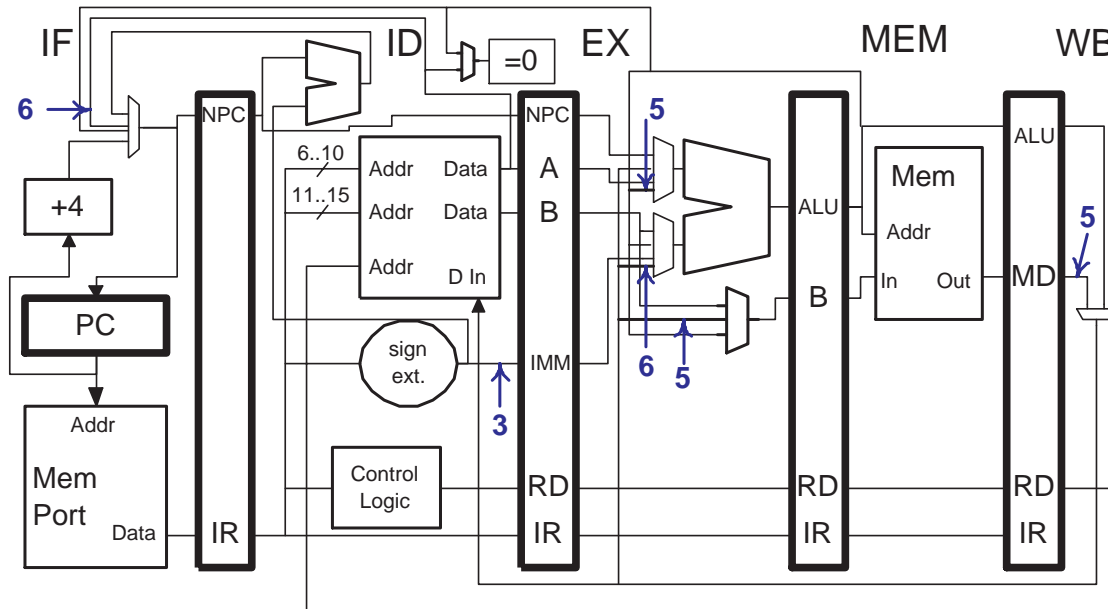 IF
ID
EX
MEM
WB
=0
6
NPC
NPC
5
ALU
6..10
Addr
Data
A
Mem
11..15
+4
Addr
Data
B
ALU
Addr
5
Addr
D In
6
5
B
In
Out
MD
PC
sign
ext.
IMM
3
Addr
Mem
Port
Data
Control
Logic
RD
RD
RD
IR
IR
IR
IR